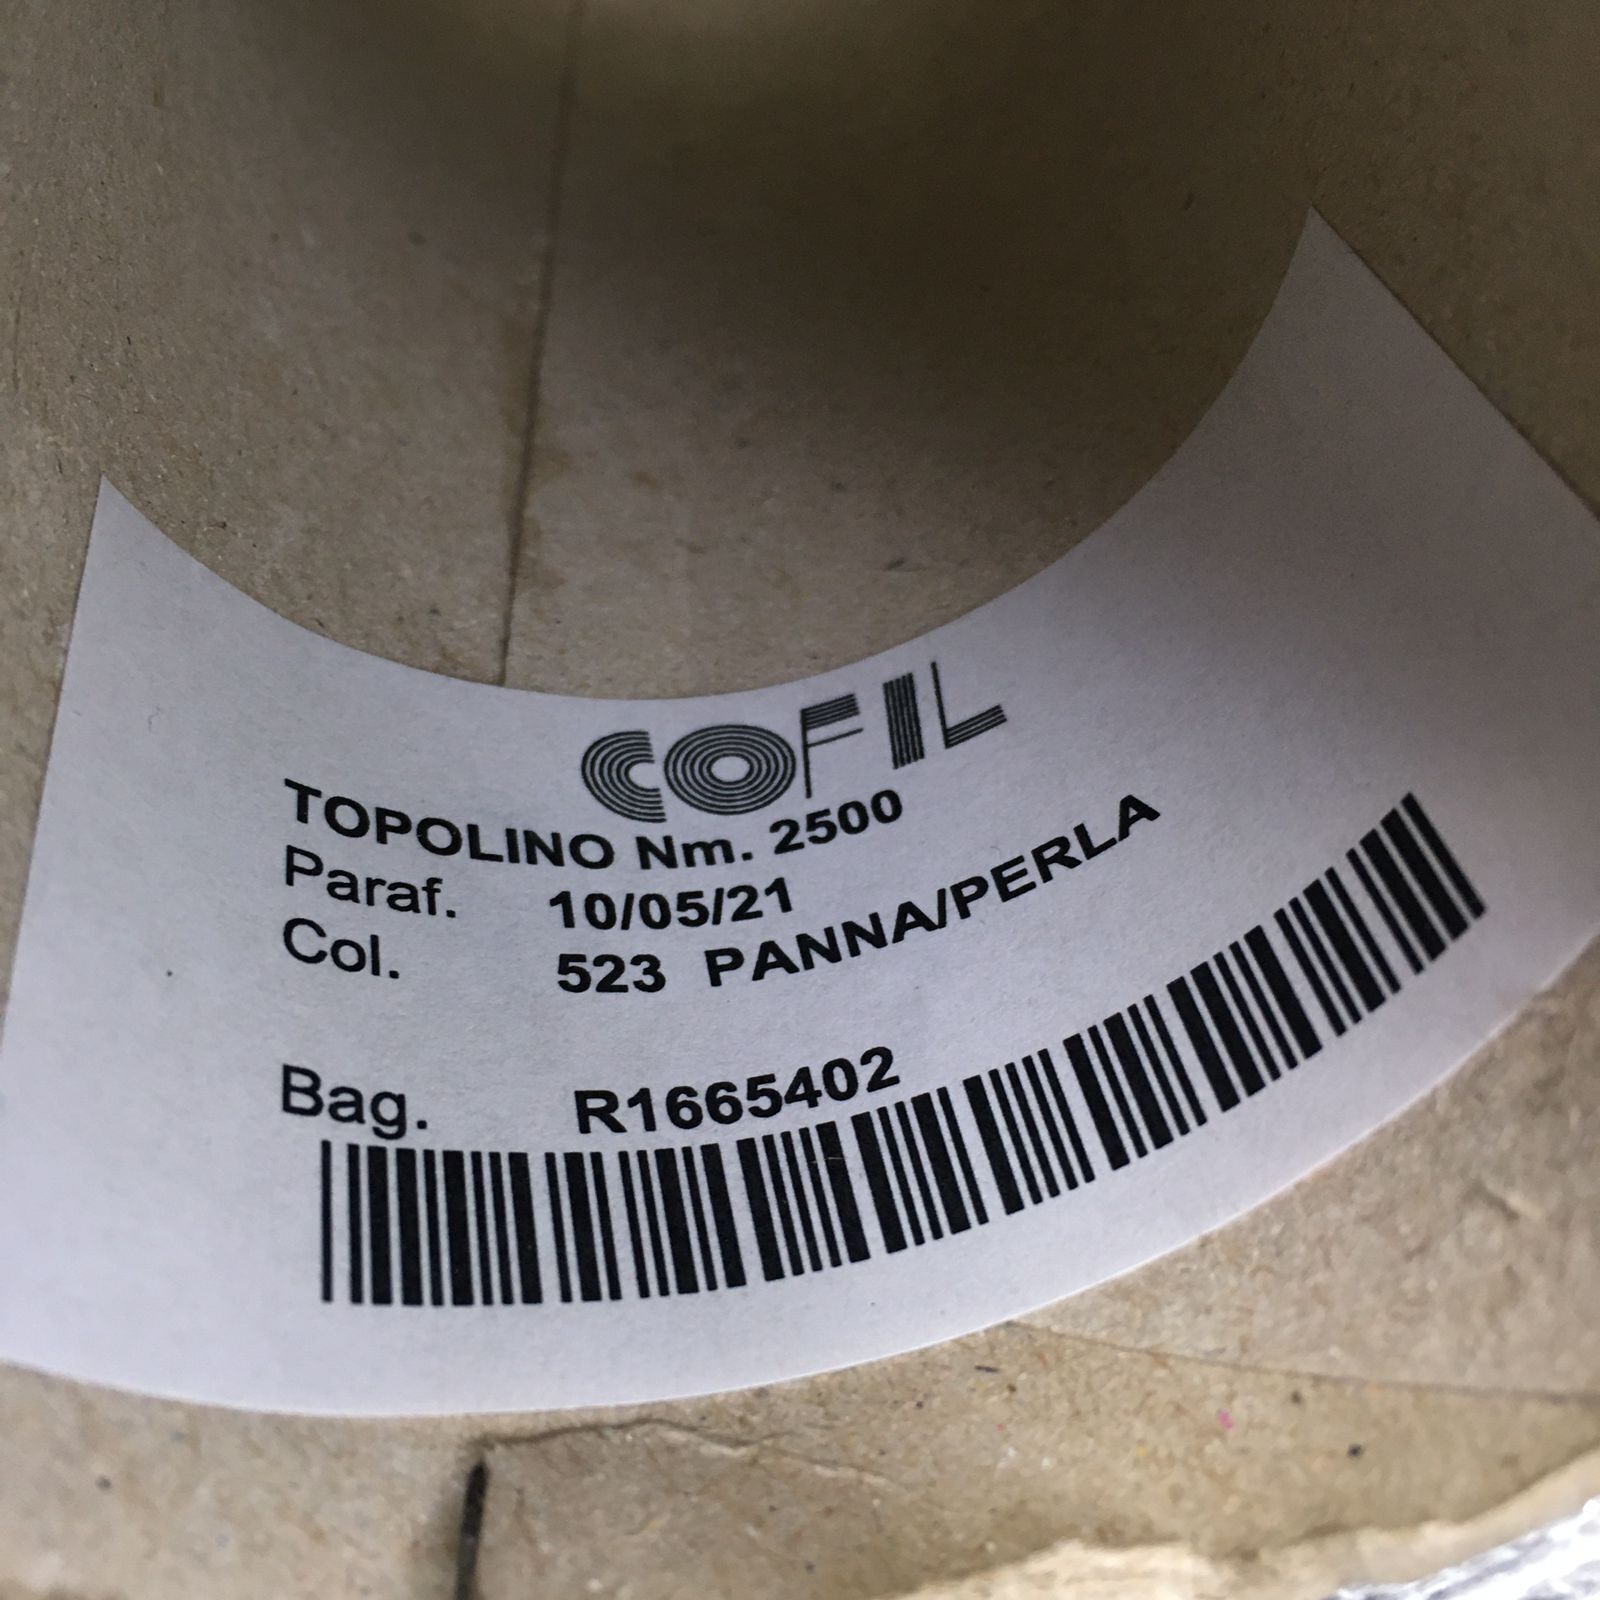 COFIL
TOPOLINO Nm. 2500
Paraf. 10/05/21
Col. 523 PANNA/PERLA
Bag. R1665402